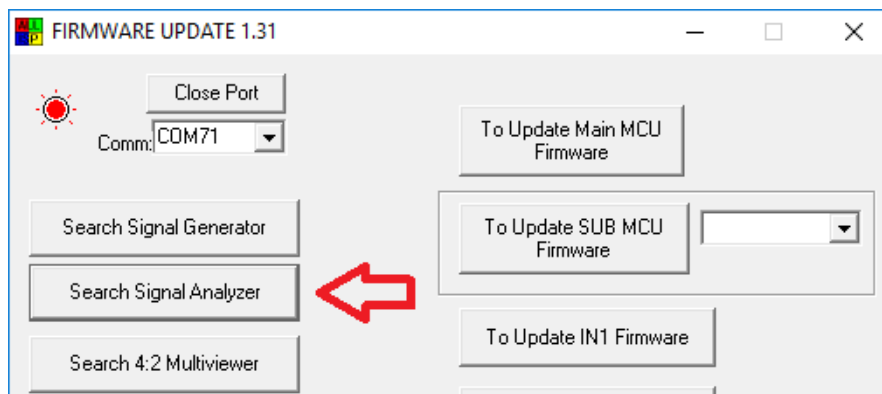 FIRMWARE UPDATE 1.31
Close Port
Comm: COM71
To Update Main MCU
Firmware
Search Signal Generator
To Update SUB MCU
Firmware
Search Signal Analyzer
To Update IN1 Firmware
Search 4:2 Multiviewer